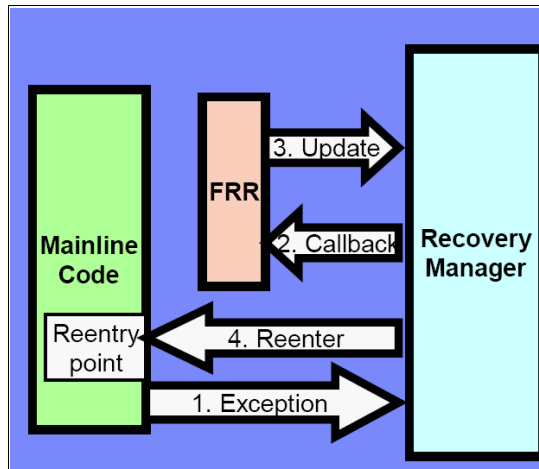 3. Update
FRR
2. Callback
Mainline
Code
Recovery
Manager
Reentry
point
4. Reenter
1. Exception